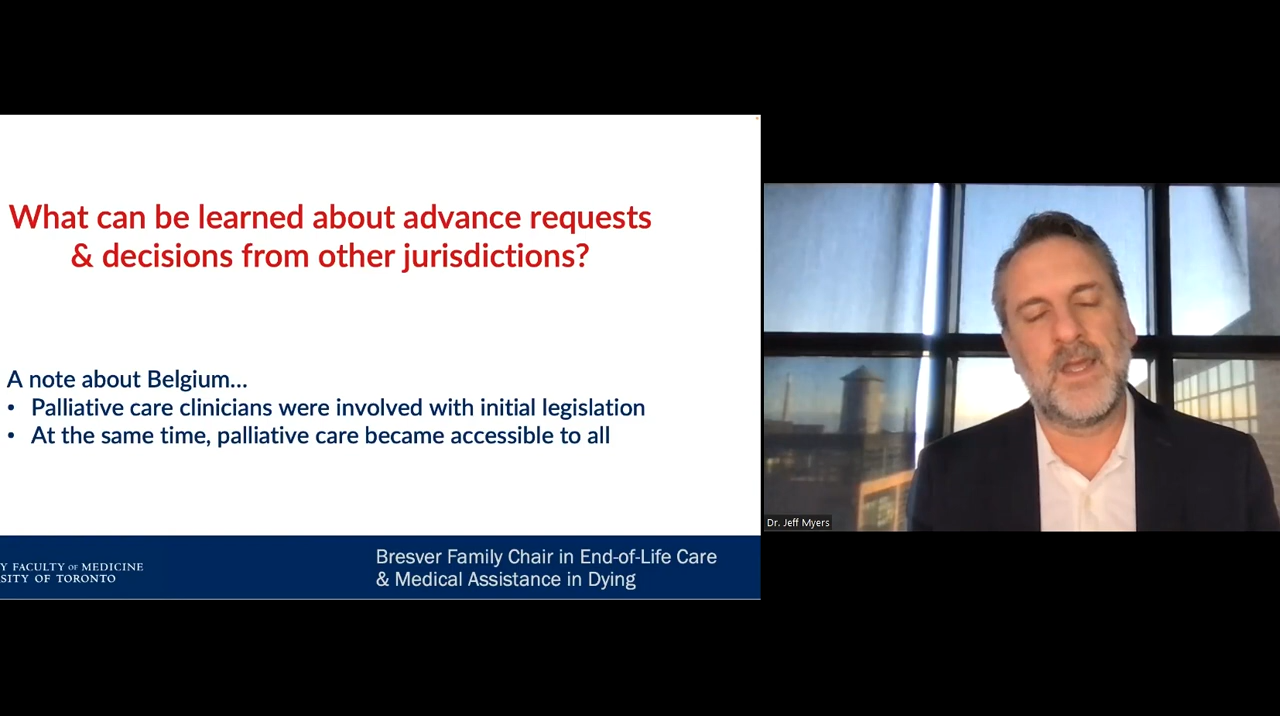 What can be learned about advance requests
& decisions from other jurisdictions?
A note about Belgium...
• Palliative care clinicians were involved with initial legislation
• At the same time, palliative care became accessible to all
Y FACULTY OF MEDICINE
SITY OF TORONTO
Bresver Family Chair in End-of-Life Care
& Medical Assistance in Dying
Dr. Jeff Myers